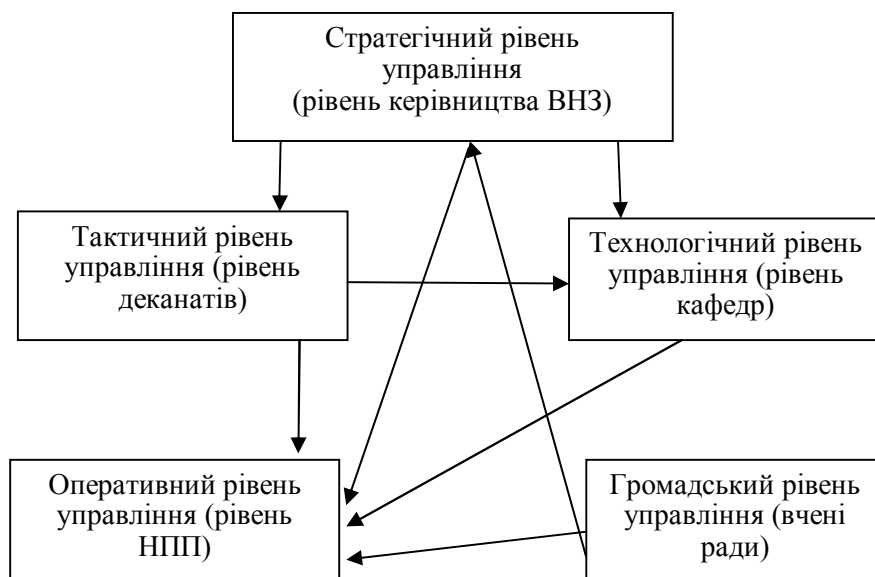 Стратегічний рівень
управління
(рівень керівництва ВНЗ)
Тактичний рівень
управління (рівень
деканатів)
Технологічний рівень
управління (рівень
кафедр)
Оперативний рівень
управління (рівень
НПП)
Громадський рівень
управління (вчені
ради)